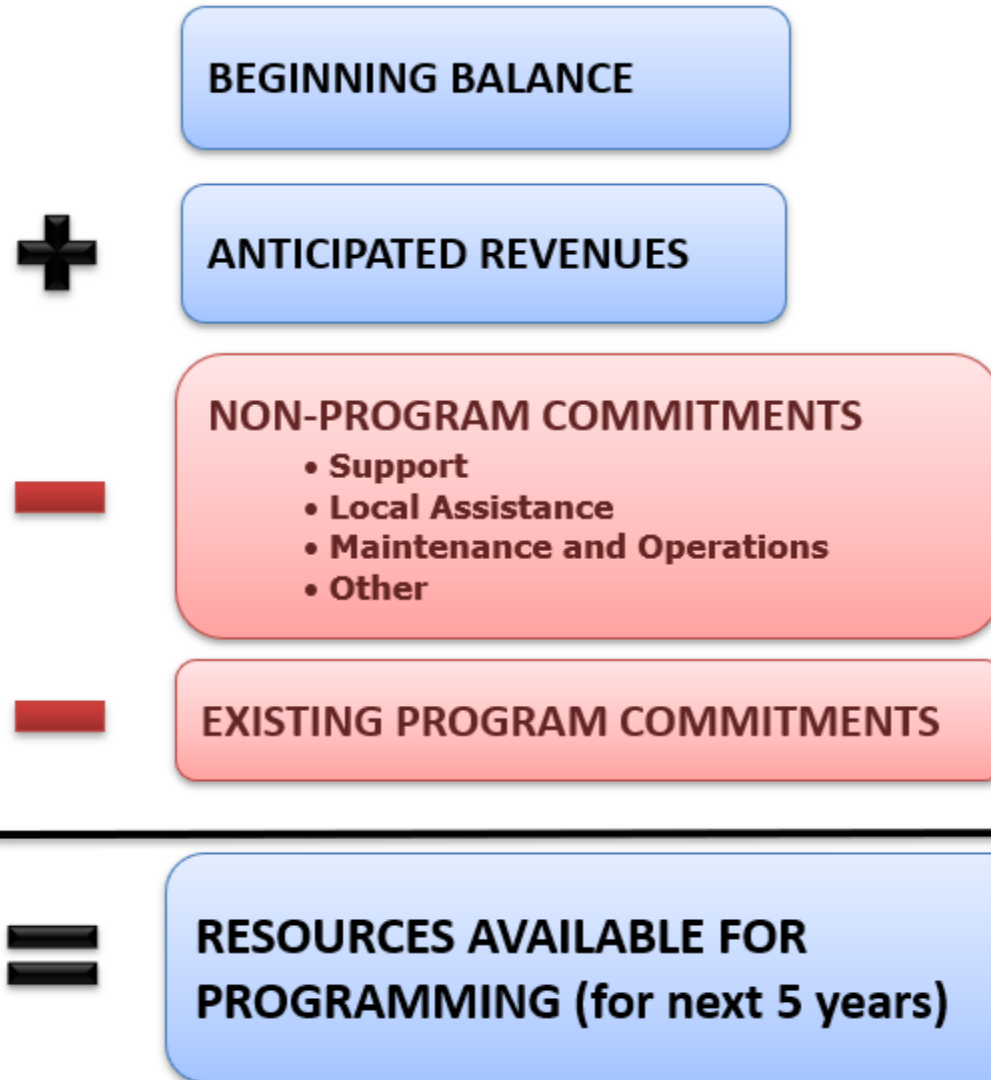 BEGINNING BALANCE
ANTICIPATED REVENUES
NON-PROGRAM COMMITMENTS
• Support
• Local Assistance
• Maintenance and Operations
• Other
EXISTING PROGRAM COMMITMENTS
RESOURCES AVAILABLE FOR
PROGRAMMING (for next 5 years)